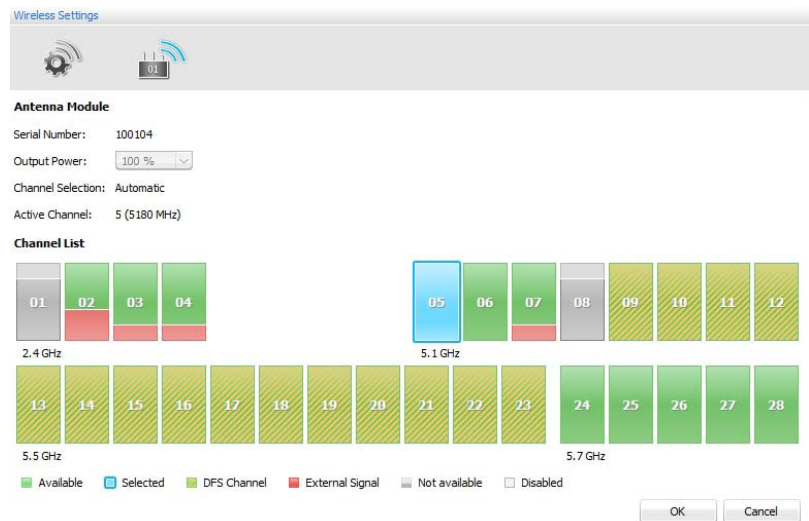 Wireless Settings
01
Antenna Module
Serial Number: 100104
Output Power: 100 %
Channel Selection: Automatic
Active Channel: 5 (5180 MHz)
Channel List
01 02 03 04 05 06 07 08 09 10 11 12
2.4 GHz 5.1 GHz
13 14 15 16 17 18 19 20 21 22 23 24 25 26 27 28
5.5 GHz 5.7 GHz
Available Selected DFS Channel External Signal Not available Disabled
OK Cancel